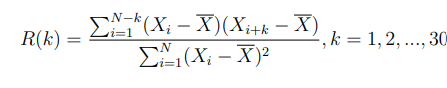 R(k) = \frac{\sum_{i=1}^{N-k}(X_i - \overline{X})(X_{i+k} - \overline{X})}{\sum_{i=1}^{N}(X_i - \overline{X})^2}, k = 1, 2, ..., 30